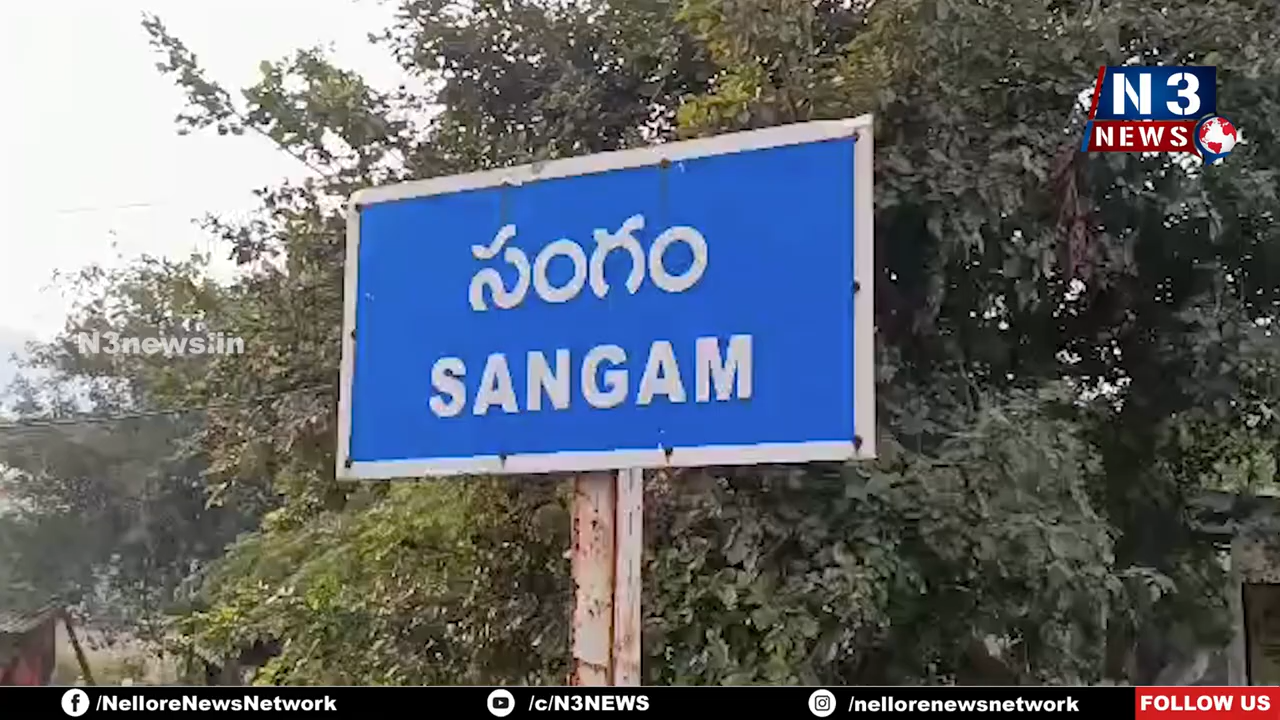 N3
NEWS
సంగం
SANGAM
N3news.in
/NelloreNewsNetwork
/c/N3NEWS
/nellorenewsnetwork
FOLLOW US